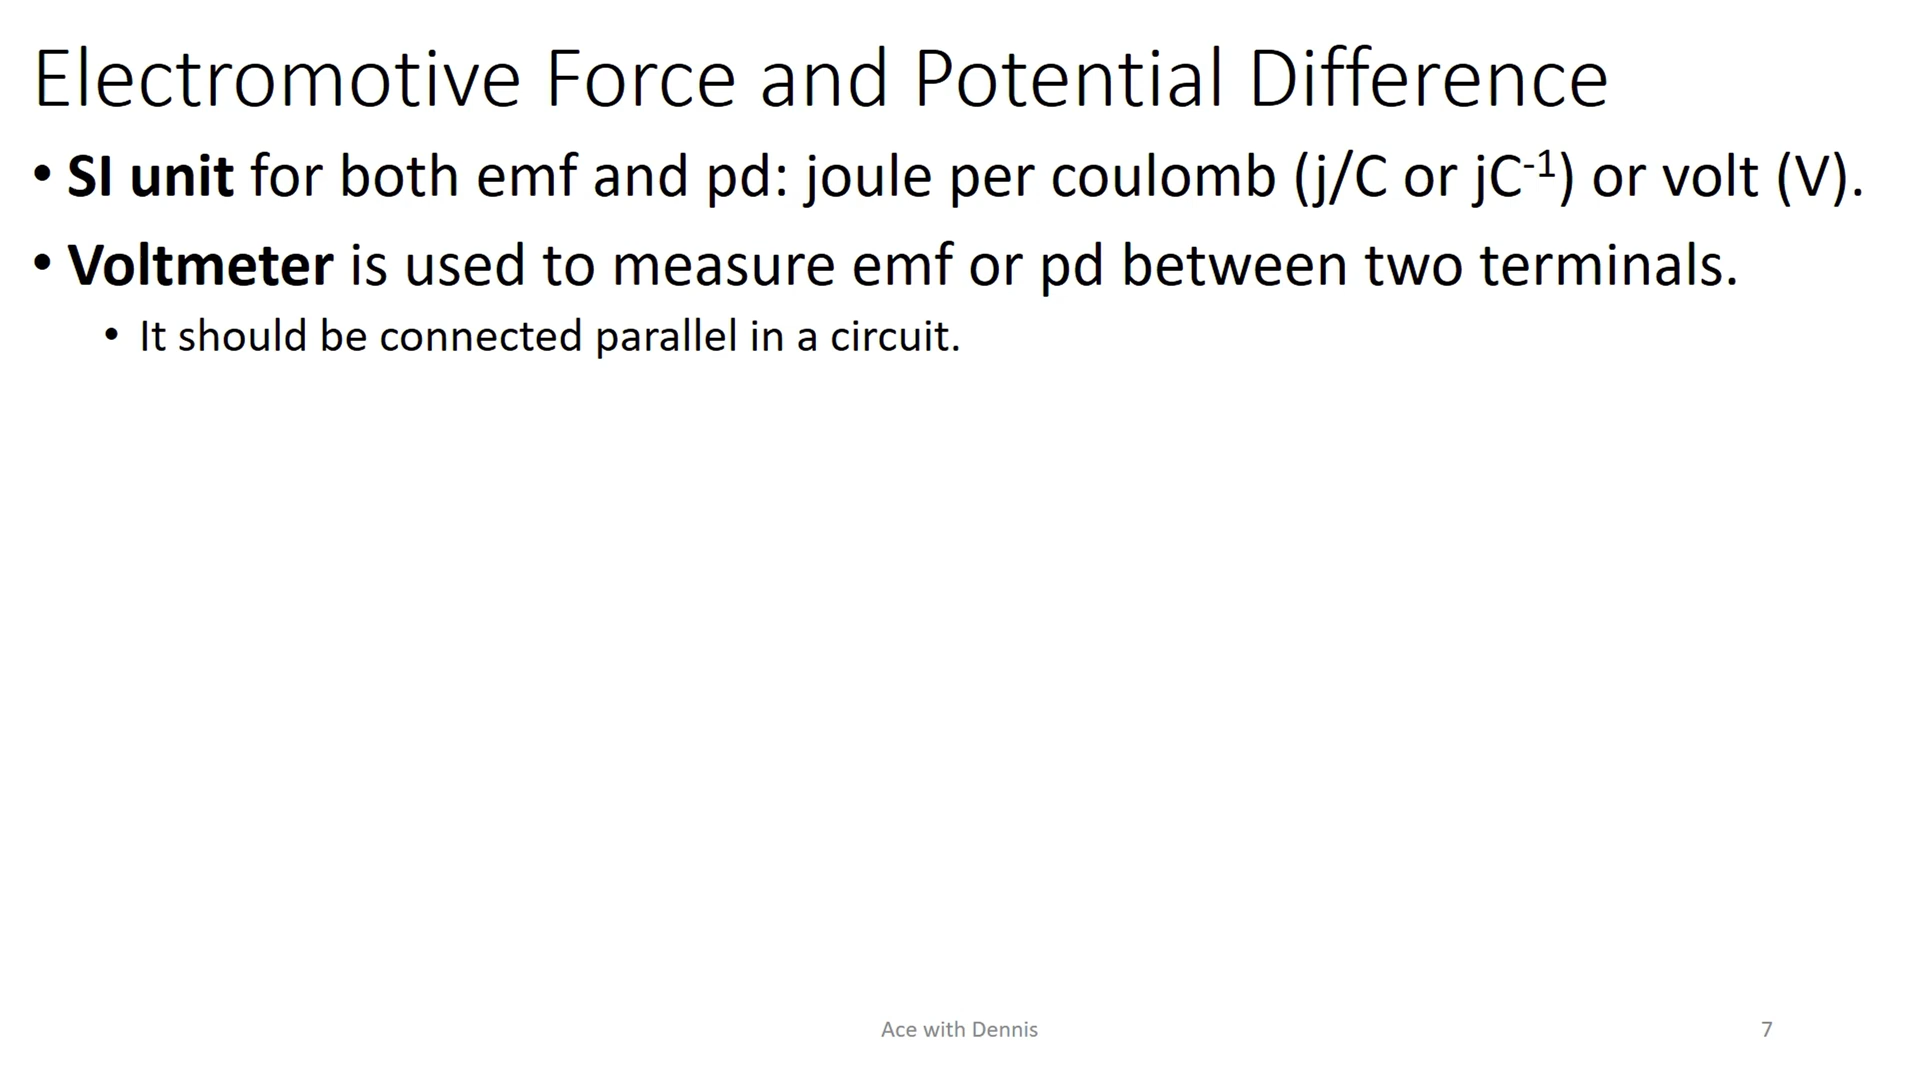 Electromotive Force and Potential Difference
• SI unit for both emf and pd: joule per coulomb (j/C or jC⁻¹) or volt (V).
• Voltmeter is used to measure emf or pd between two terminals.
• It should be connected parallel in a circuit.
Ace with Dennis
7